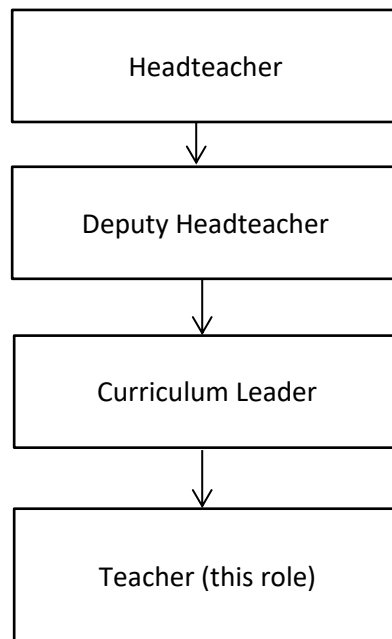 Headteacher
Deputy Headteacher
Curriculum Leader
Teacher (this role)